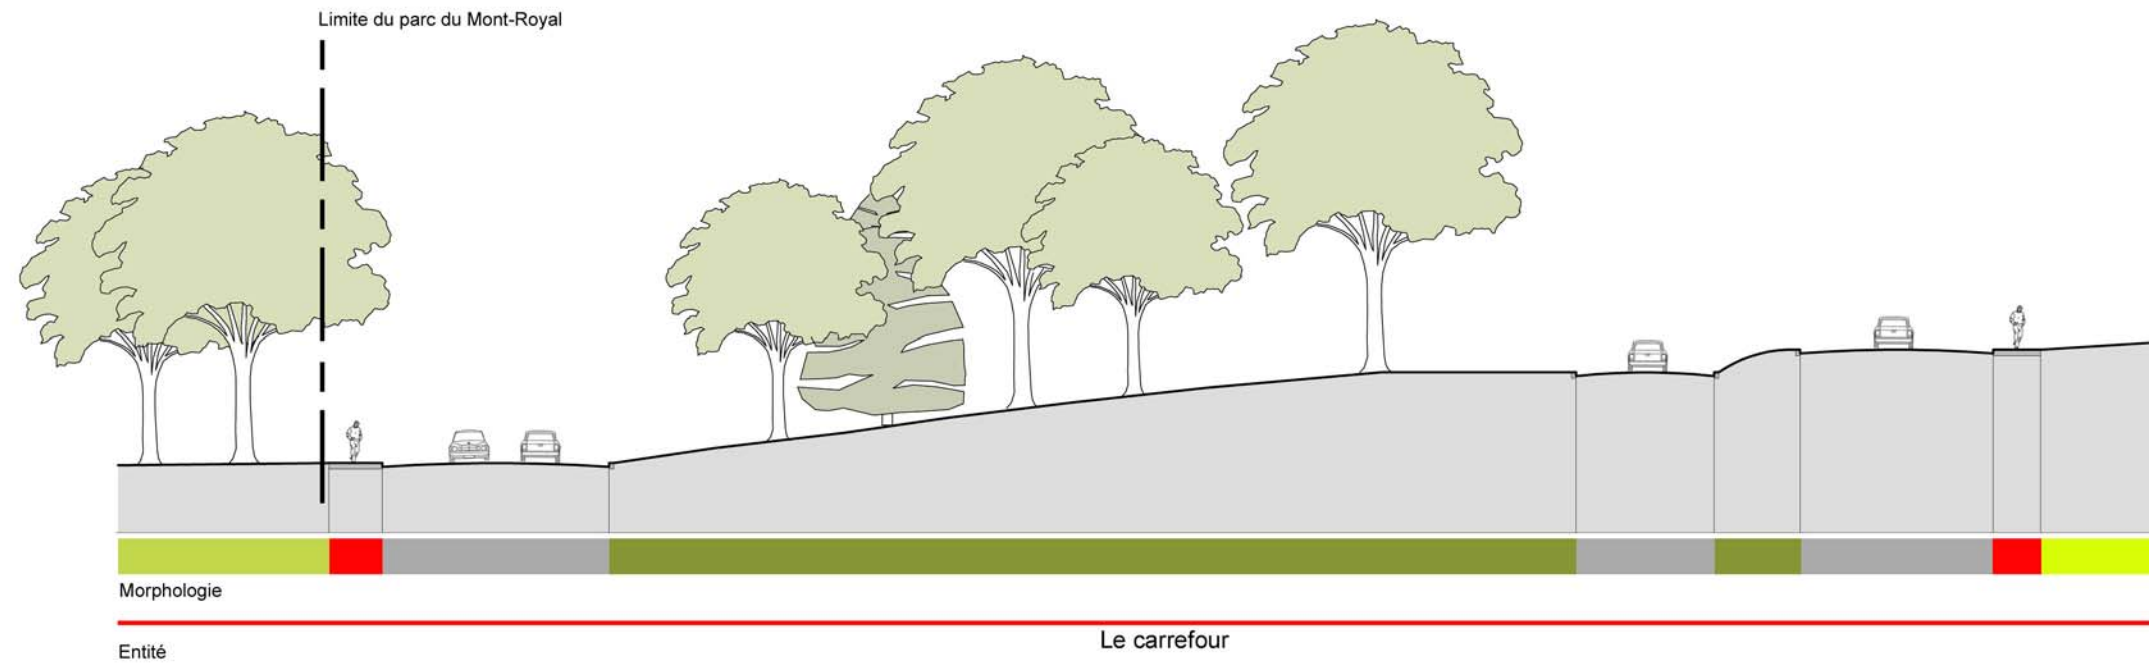 Limite du parc du Mont-Royal
Morphologie
Le carrefour
Entité